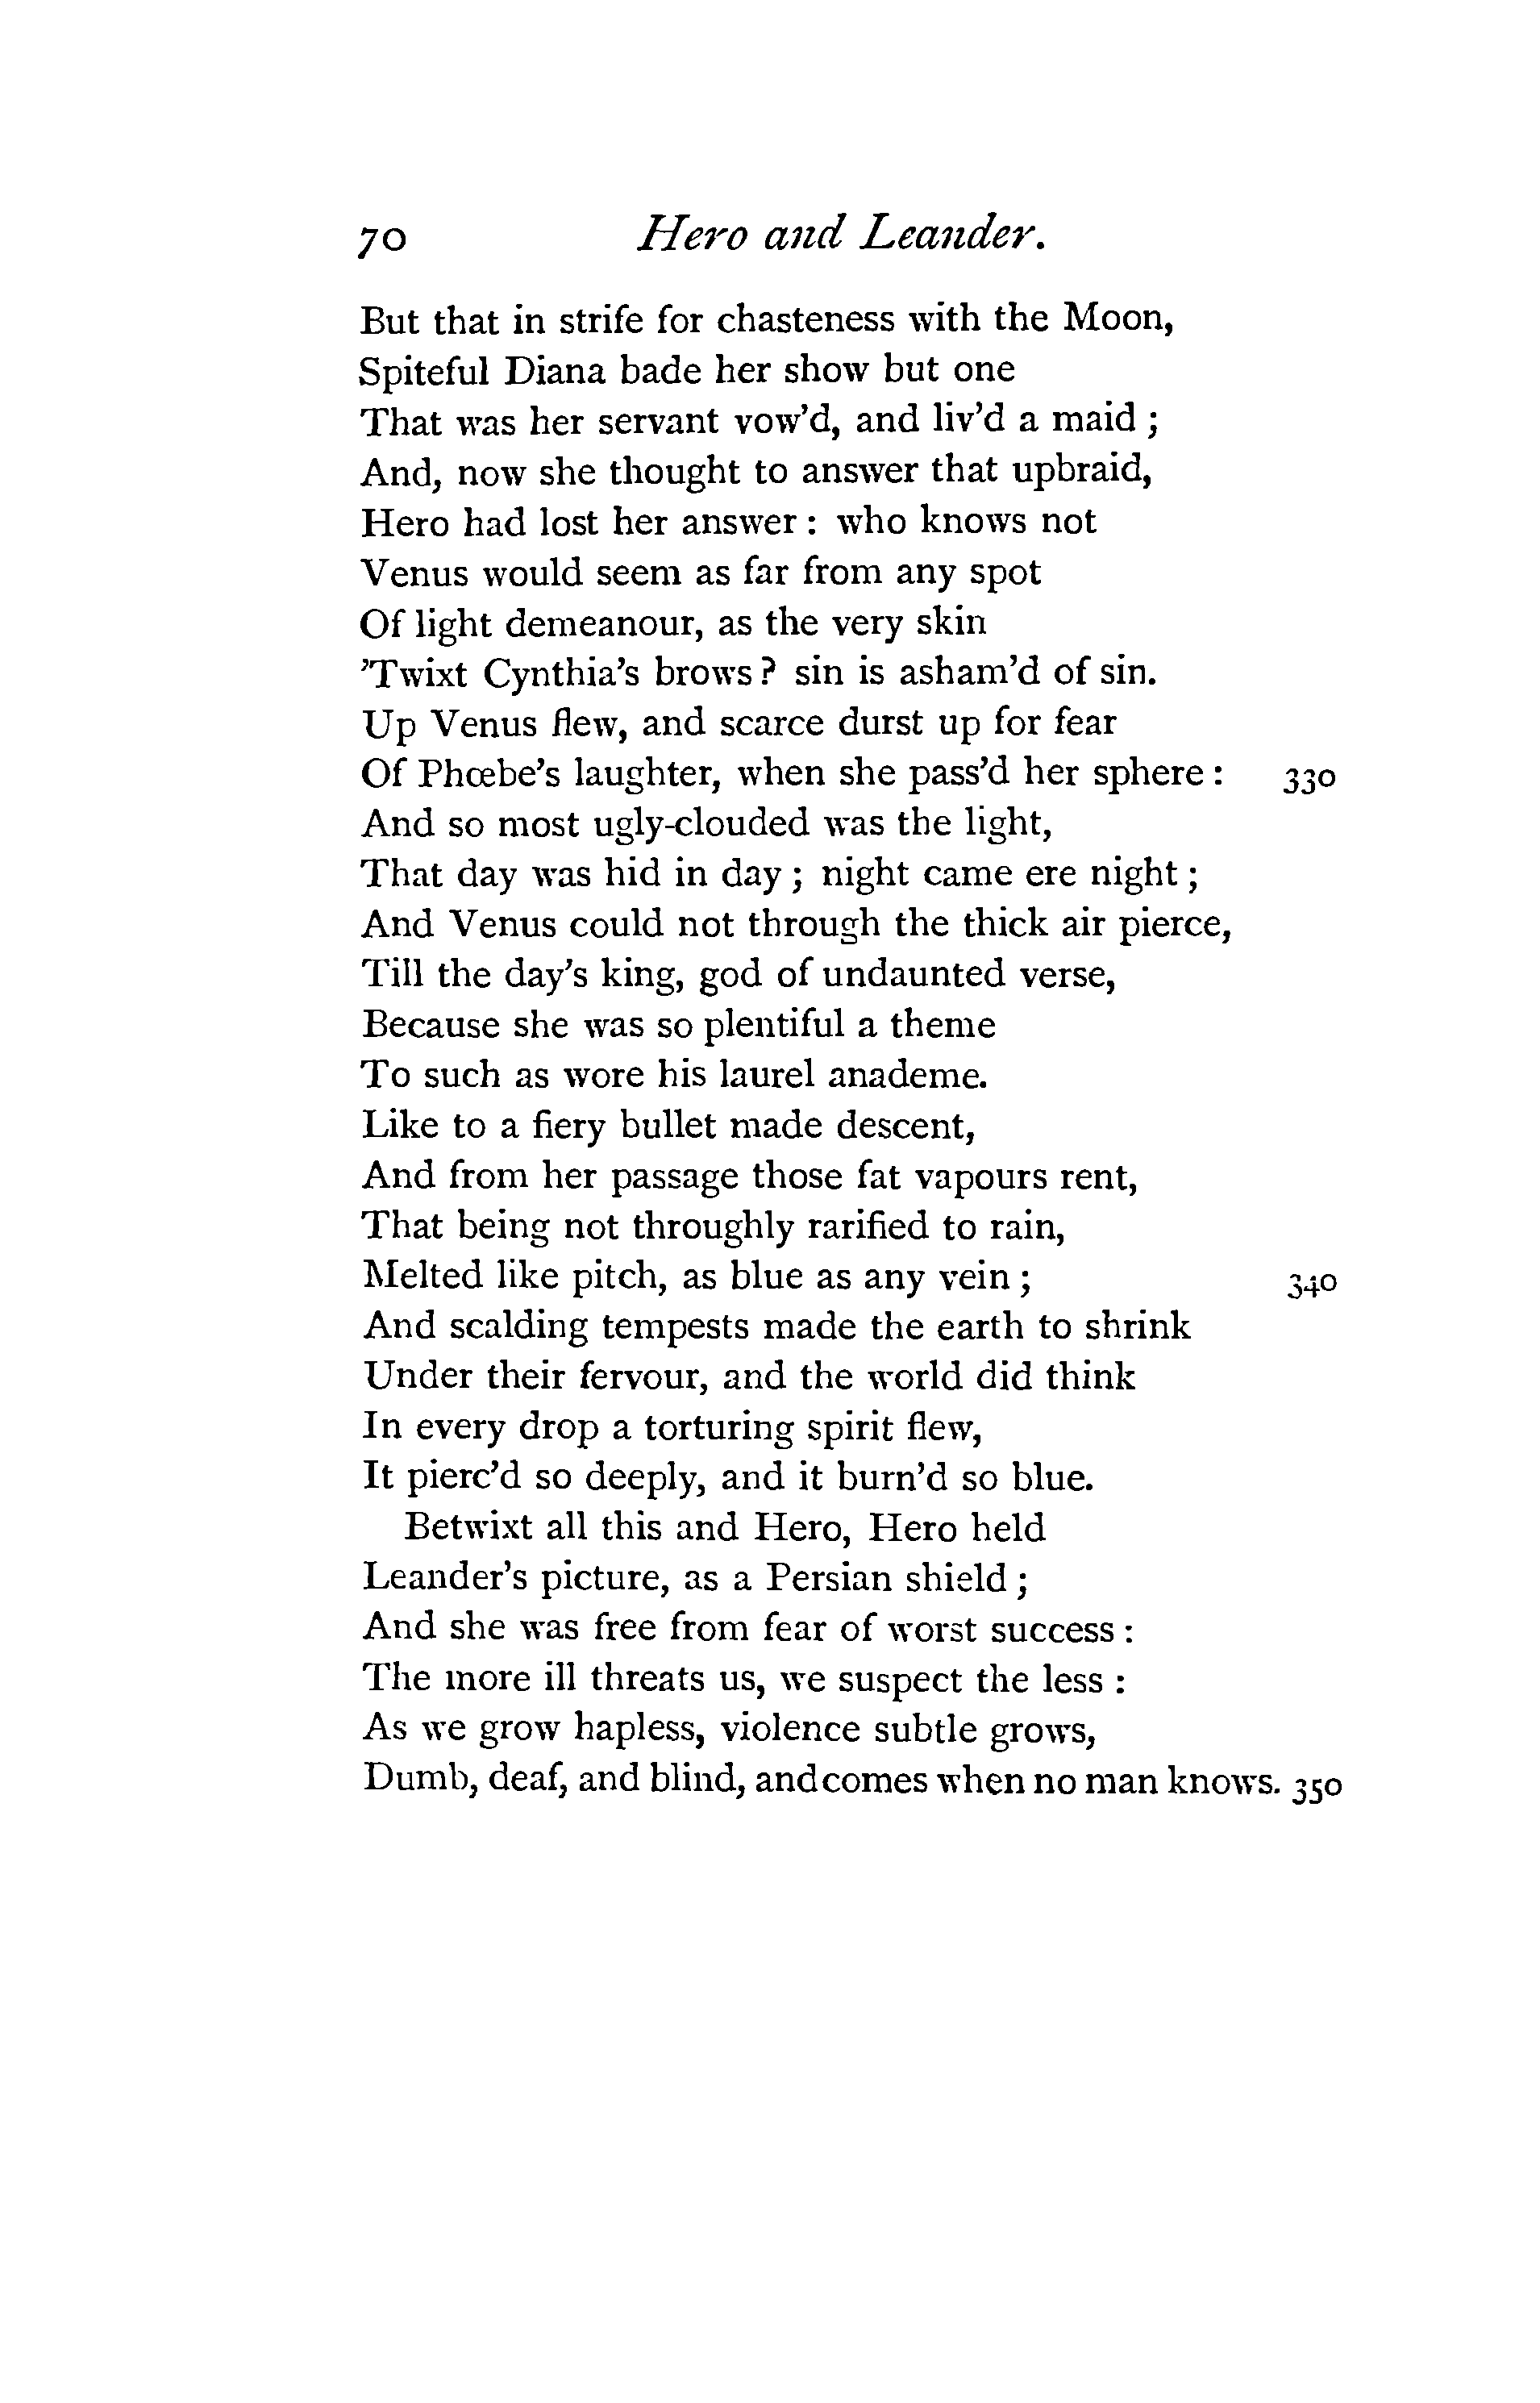 70 Hero and Leander.
But that in strife for chasteness with the Moon,
Spiteful Diana bade her show but one
That was her servant vow'd, and liv'd a maid ;
And, now she thought to answer that upbraid,
Hero had lost her answer : who knows not
Venus would seem as far from any spot
Of light demeanour, as the very skin
'Twixt Cynthia's brows ? sin is asham'd of sin.
Up Venus flew, and scarce durst up for fear
Of Phœbe's laughter, when she pass'd her sphere : 330
And so most ugly-clouded was the light,
That day was hid in day ; night came ere night ;
And Venus could not through the thick air pierce,
Till the day's king, god of undaunted verse,
Because she was so plentiful a theme
To such as wore his laurel anademe.
Like to a fiery bullet made descent,
And from her passage those fat vapours rent,
That being not throughly rarified to rain,
Melted like pitch, as blue as any vein ; 340
And scalding tempests made the earth to shrink
Under their fervour, and the world did think
In every drop a torturing spirit flew,
It pierc'd so deeply, and it burn'd so blue.
Betwixt all this and Hero, Hero held
Leander's picture, as a Persian shield ;
And she was free from fear of worst success :
The more ill threats us, we suspect the less :
As we grow hapless, violence subtle grows,
Dumb, deaf, and blind, and comes when no man knows. 350